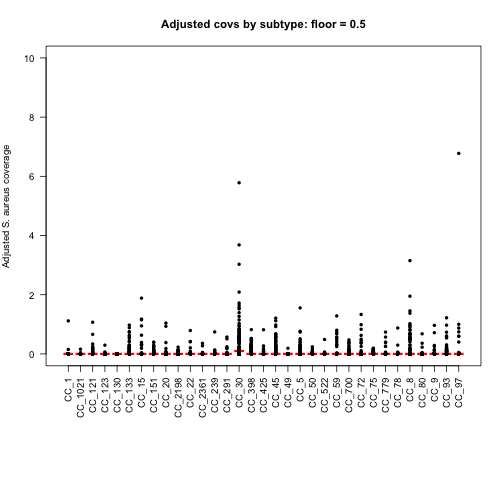 Adjusted covs by subtype: floor = 0.5
Adjusted S. aureus coverage
10
8
6
4
2
0
CC_1
CC_1021
CC_121
CC_123
CC_130
CC_133
CC_15
CC_151
CC_20
CC_2198
CC_22
CC_2361
CC_239
CC_291
CC_30
CC_398
CC_425
CC_45
CC_49
CC_5
CC_50
CC_522
CC_59
CC_700
CC_72
CC_75
CC_779
CC_78
CC_8
CC_80
CC_9
CC_93
CC_97